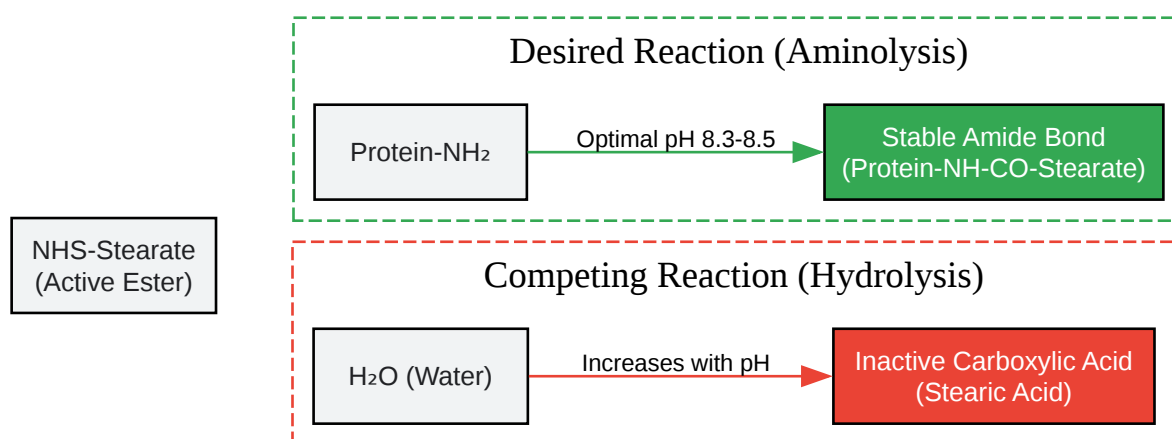 Desired Reaction (Aminolysis)
Protein-NH₂
Optimal pH 8.3-8.5
Stable Amide Bond
(Protein-NH-CO-Stearate)
NHS-Stearate
(Active Ester)
Competing Reaction (Hydrolysis)
H₂O (Water)
Increases with pH
Inactive Carboxylic Acid
(Stearic Acid)